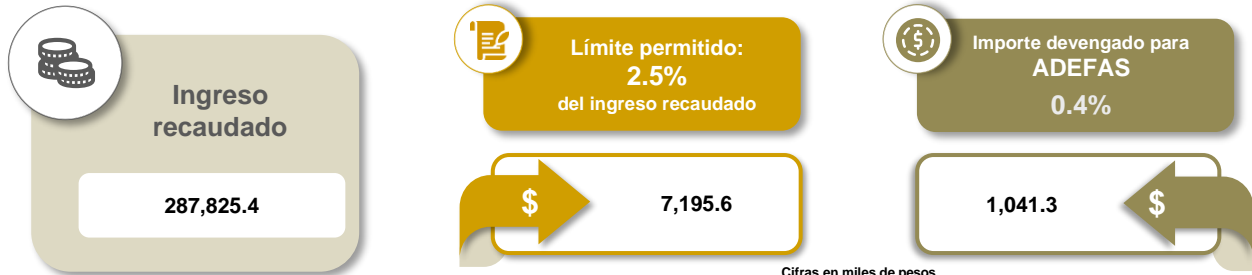 Ingreso
recaudado
287,825.4
Límite permitido:
2.5%
del ingreso recaudado
$
7,195.6
Importe devengado para
ADEFAS
0.4%
1,041.3
$
Cifras en miles de pesos